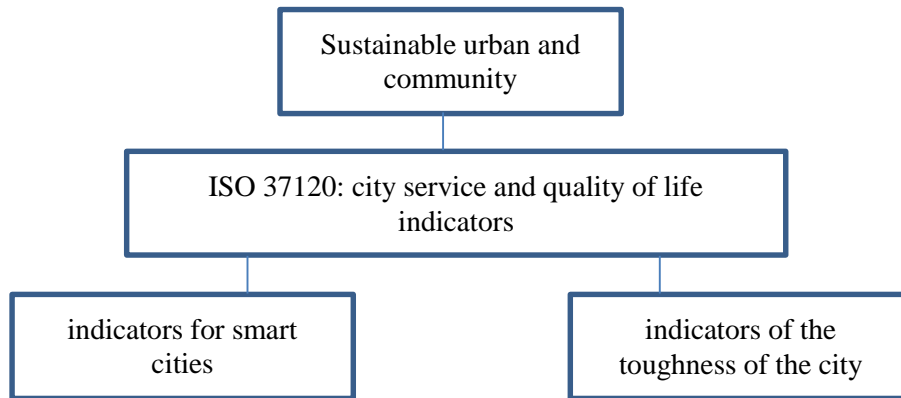 Sustainable urban and
community
ISO 37120: city service and quality of life
indicators
indicators for smart
cities
indicators of the
toughness of the city